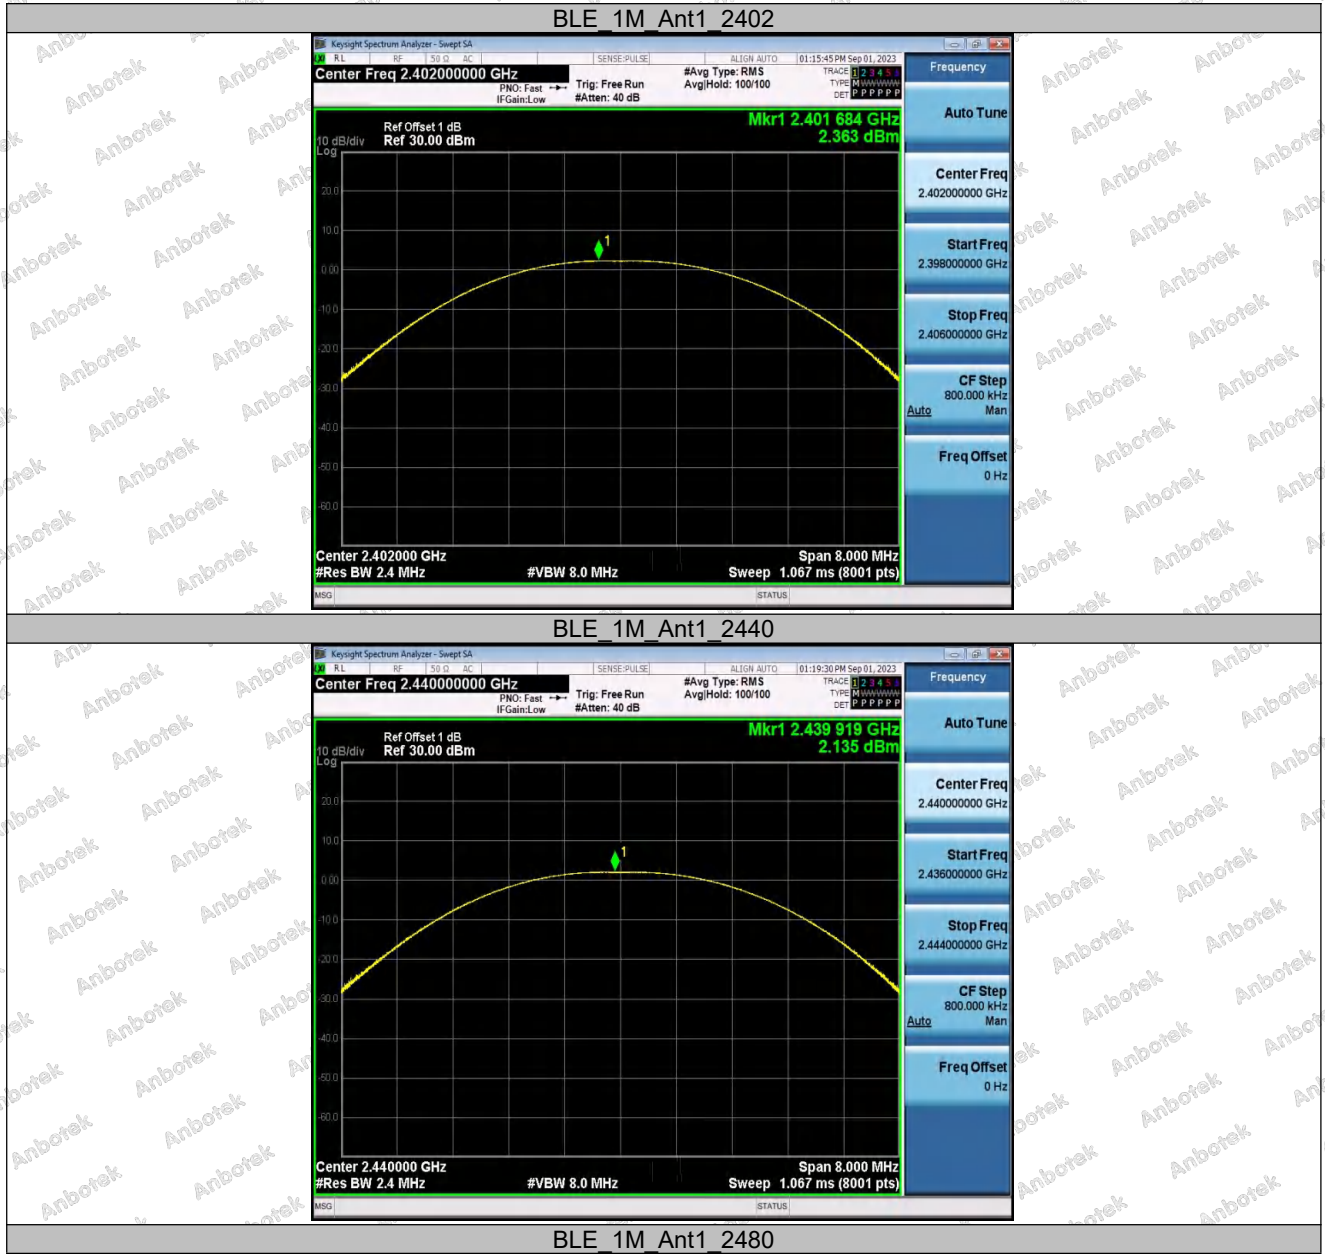 BLE_1M_Ant1_2402
Keysight Spectrum Analyzer - Swept SA
RL RF 50 Ω AC SENSE:PULSE ALIGN AUTO 01:15:45 PM Sep 01, 2023
Center Freq 2.402000000 GHz
PNO: Fast
IFGain:Low
Trig: Free Run
#Atten: 40 dB
#Avg Type: RMS
Avg|Hold: 100/100
TRACE 1 2 3 4 5
TYPE M
DET P P P P P P
Frequency
Mkr1 2.401 684 GHz
2.363 dBm
Ref Offset 1 dB
10 dB/div Ref 30.00 dBm
Log
20.0
10.0
0.00
-10.0
-20.0
-30.0
-40.0
-50.0
-60.0
1
Center 2.402000 GHz Span 8.000 MHz
#Res BW 2.4 MHz #VBW 8.0 MHz Sweep 1.067 ms (8001 pts)
MSG STATUS
Auto Tune
Center Freq
2.402000000 GHz
Start Freq
2.398000000 GHz
Stop Freq
2.406000000 GHz
CF Step
800.000 kHz
Auto Man
Freq Offset
0 Hz
BLE_1M_Ant1_2440
Keysight Spectrum Analyzer - Swept SA
RL RF 50 Ω AC SENSE:PULSE ALIGN AUTO 01:19:30 PM Sep 01, 2023
Center Freq 2.440000000 GHz
PNO: Fast
IFGain:Low
Trig: Free Run
#Atten: 40 dB
#Avg Type: RMS
Avg|Hold: 100/100
TRACE 1 2 3 4 5
TYPE M
DET P P P P P P
Frequency
Mkr1 2.439 919 GHz
2.135 dBm
Ref Offset 1 dB
10 dB/div Ref 30.00 dBm
Log
20.0
10.0
0.00
-10.0
-20.0
-30.0
-40.0
-50.0
-60.0
1
Center 2.440000 GHz Span 8.000 MHz
#Res BW 2.4 MHz #VBW 8.0 MHz Sweep 1.067 ms (8001 pts)
MSG STATUS
Auto Tune
Center Freq
2.440000000 GHz
Start Freq
2.436000000 GHz
Stop Freq
2.444000000 GHz
CF Step
800.000 kHz
Auto Man
Freq Offset
0 Hz
BLE_1M_Ant1_2480
Anbotek